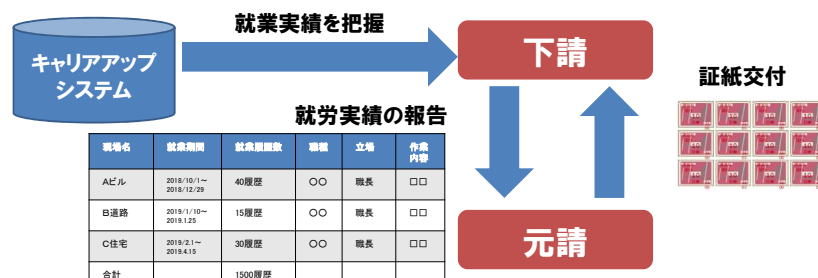 就業実績を把握
キャリアアップ
システム
下請
証紙交付
就労実績の報告
現場名 就業期間 就業履歴数 職種 立場 作業
内容
Aビル 2018/10/1～
2018/12/29 40履歴 〇〇 職長 □□
B道路 2019/1/10～
2019.1.25 15履歴 〇〇 職長 □□
C住宅 2019/2.1～
2019.4.15 30履歴 〇〇 職長 □□
合計 1500履歴
元請